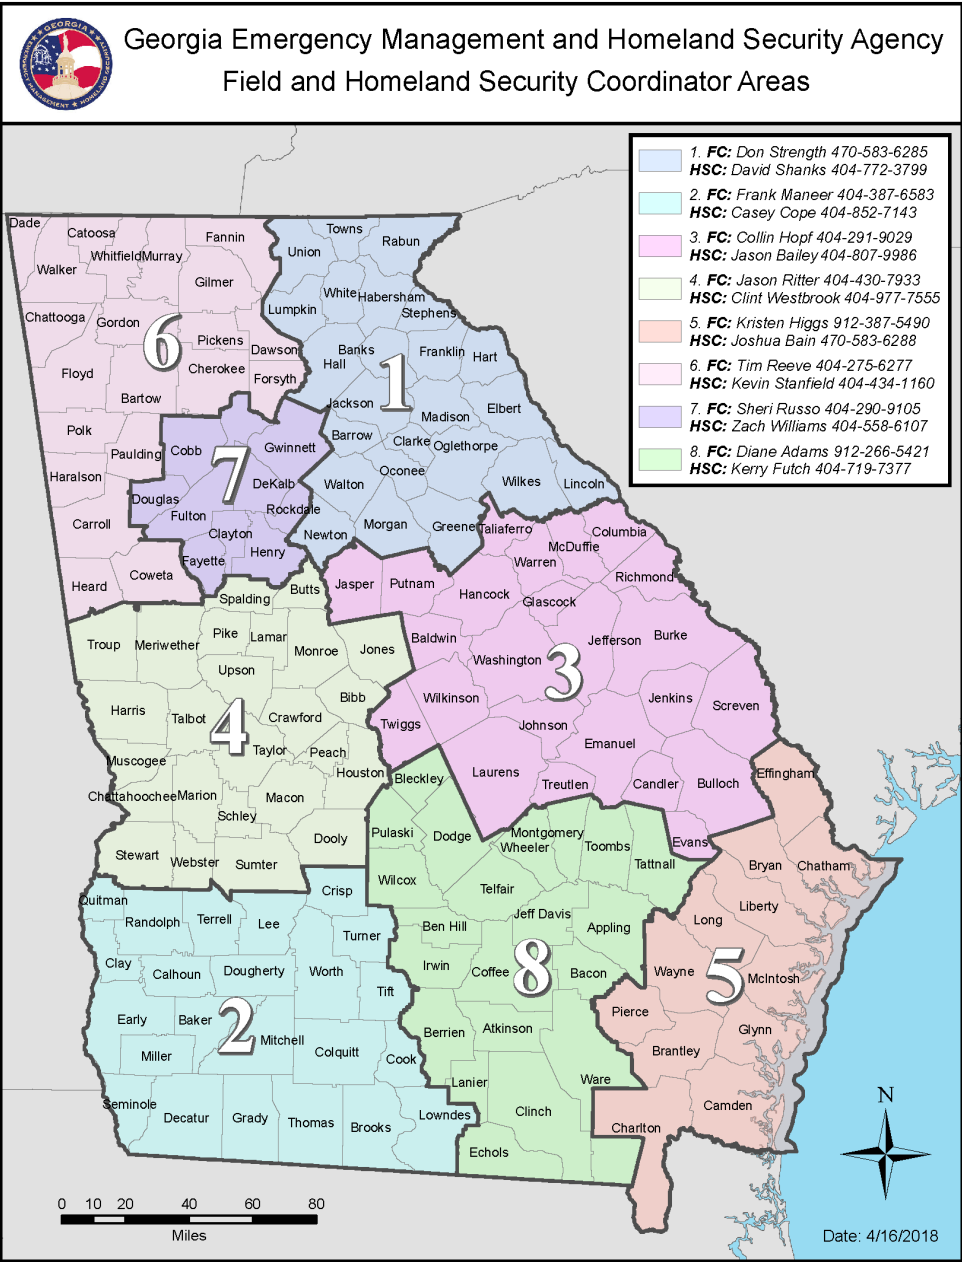 Georgia Emergency Management and Homeland Security Agency
Field and Homeland Security Coordinator Areas
GEORGIA
EMERGENCY MANAGEMENT • HOMELAND SECURITY
1. FC: Don Strength 470-583-6285
HSC: David Shanks 404-772-3799
2. FC: Frank Maneer 404-387-6583
HSC: Casey Cope 404-852-7143
3. FC: Collin Hopf 404-291-9029
HSC: Jason Bailey 404-807-9986
4. FC: Jason Ritter 404-430-7933
HSC: Clint Westbrook 404-977-7555
5. FC: Kristen Higgs 912-387-5490
HSC: Joshua Bain 470-583-6288
6. FC: Tim Reeve 404-275-6277
HSC: Kevin Stanfield 404-434-1160
7. FC: Sheri Russo 404-290-9105
HSC: Zach Williams 404-558-6107
8. FC: Diane Adams 912-266-5421
HSC: Kerry Futch 404-719-7377
Dade
Catoosa
Whitfield
Murray
Fannin
Walker
Gilmer
Chattooga
Gordon
6
Pickens
Dawson
Floyd
Cherokee
Forsyth
Bartow
Polk
Paulding
Haralson
Carroll
Heard
Coweta
Towns
Union
Rabun
White
Habersham
Lumpkin
Stephens
Banks
Hall
Franklin
Hart
1
Jackson
Madison
Elbert
Barrow
Clarke
Oglethorpe
Oconee
Walton
Wilkes
Lincoln
Morgan
Greene
Newton
Cobb
Gwinnett
7
DeKalb
Douglas
Fulton
Rockdale
Clayton
Henry
Fayette
Taliaferro
Columbia
McDuffie
Warren
Richmond
Jasper
Putnam
Hancock
Glascock
Baldwin
Jefferson
Burke
Washington
3
Wilkinson
Jenkins
Screven
Twiggs
Johnson
Emanuel
Laurens
Treutlen
Candler
Bulloch
Evans
Butts
Spalding
Troup
Meriwether
Pike
Lamar
Monroe
Jones
Upson
Bibb
Harris
Talbot
4
Crawford
Taylor
Peach
Muscogee
Houston
Chattahoochee
Marion
Macon
Schley
Dooly
Stewart
Webster
Sumter
Bleckley
Pulaski
Dodge
Montgomery
Wheeler
Toombs
Tattnall
Wilcox
Telfair
Jeff Davis
Ben Hill
Appling
Irwin
Coffee
8
Bacon
Berrien
Atkinson
Lanier
Ware
Clinch
Echols
Effingham
Bryan
Chatham
Liberty
Long
Wayne
5
McIntosh
Pierce
Glynn
Brantley
Camden
Charlton
Quitman
Crisp
Randolph
Terrell
Lee
Turner
Clay
Calhoun
Dougherty
Worth
Tift
Early
Baker
2
Mitchell
Miller
Colquitt
Cook
Seminole
Decatur
Grady
Thomas
Brooks
Lowndes
N
0 10 20 40 60 80
Miles
Date: 4/16/2018